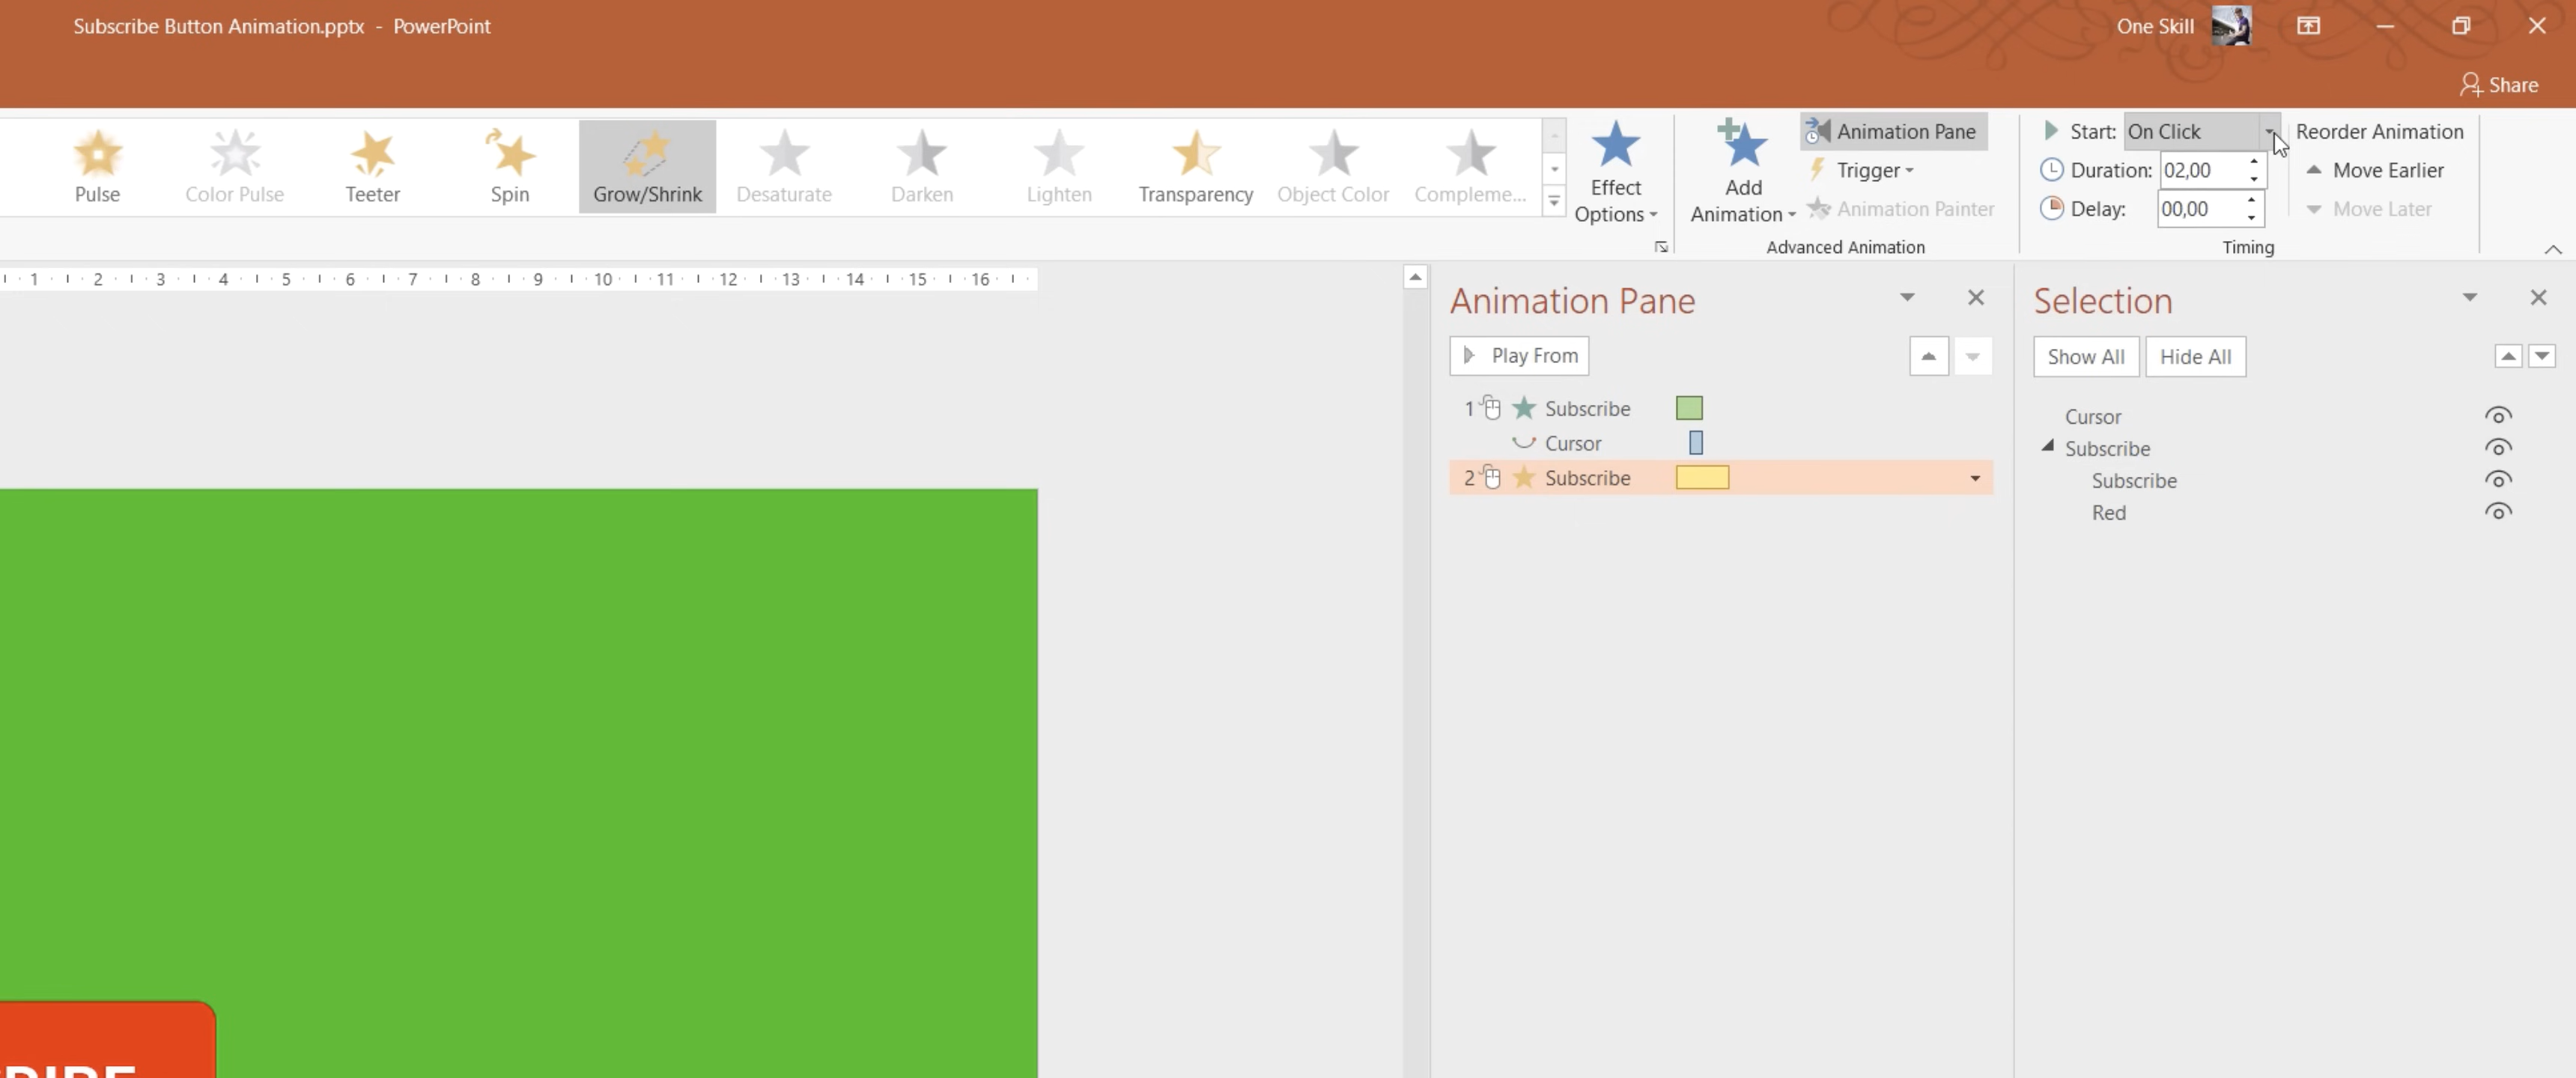 Subscribe Button Animation.pptx - PowerPoint
One Skill
Share
Pulse
Color Pulse
Teeter
Spin
Grow/Shrink
Desaturate
Darken
Lighten
Transparency
Object Color
Compleme...
Effect
Options
Add
Animation
Animation Pane
Trigger
Animation Painter
Advanced Animation
Start: On Click
Duration: 02,00
Delay: 00,00
Reorder Animation
Move Earlier
Move Later
Timing
1 2 3 4 5 6 7 8 9 10 11 12 13 14 15 16
Animation Pane
Play From
1 Subscribe
Cursor
2 Subscribe
Selection
Show All
Hide All
Cursor
Subscribe
Subscribe
Red